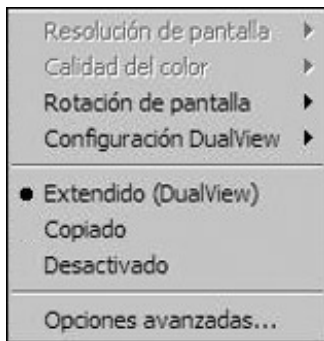 Resolución de pantalla
Calidad del color
Rotación de pantalla
Configuración DualView
Extendido (DualView)
Copiado
Desactivado
Opciones avanzadas...